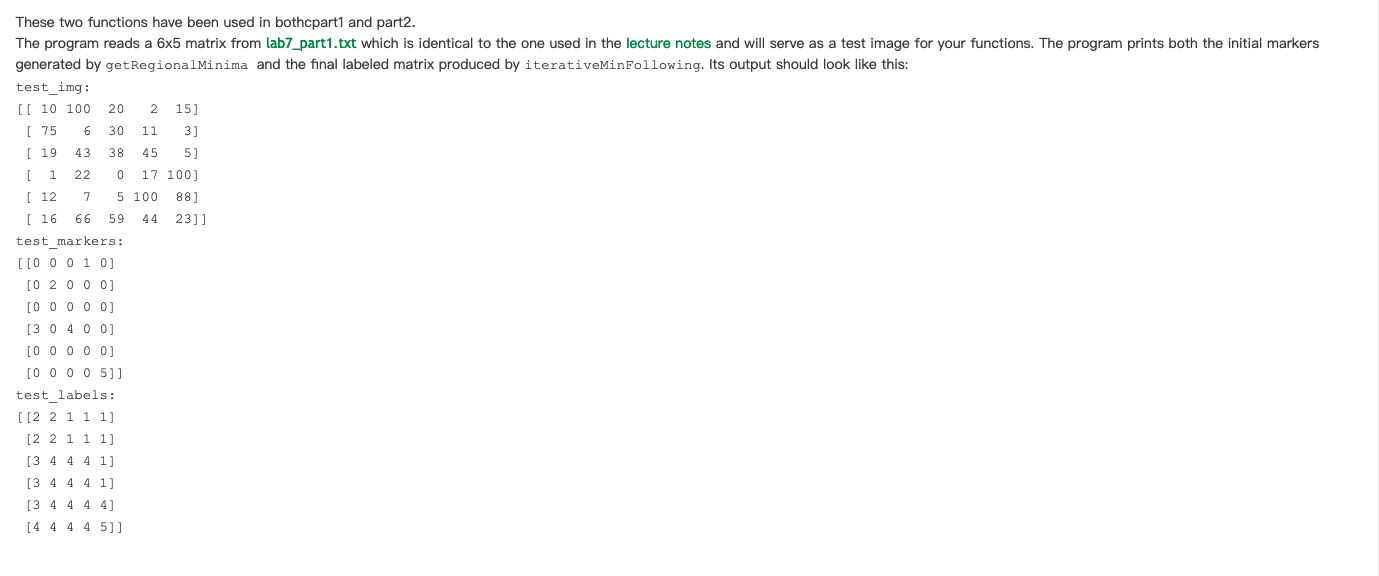 These two functions have been used in bothcpart1 and part2.
The program reads a 6x5 matrix from lab7_part1.txt which is identical to the one used in the lecture notes and will serve as a test image for your functions. The program prints both the initial markers
generated by getRegionalMinima and the final labeled matrix produced by iterativeMinFollowing. Its output should look like this:
test_img:
[[ 10 100  20   2  15]
 [ 75   6  30  11   3]
 [ 19  43  38  45   5]
 [  1  22   0  17 100]
 [ 12   7   5 100  88]
 [ 16  66  59  44  23]]
test_markers:
[[0 0 0 1 0]
 [0 2 0 0 0]
 [0 0 0 0 0]
 [3 0 4 0 0]
 [0 0 0 0 0]
 [0 0 0 0 5]]
test_labels:
[[2 2 1 1 1]
 [2 2 1 1 1]
 [3 4 4 4 1]
 [3 4 4 4 1]
 [3 4 4 4 4]
 [4 4 4 4 5]]